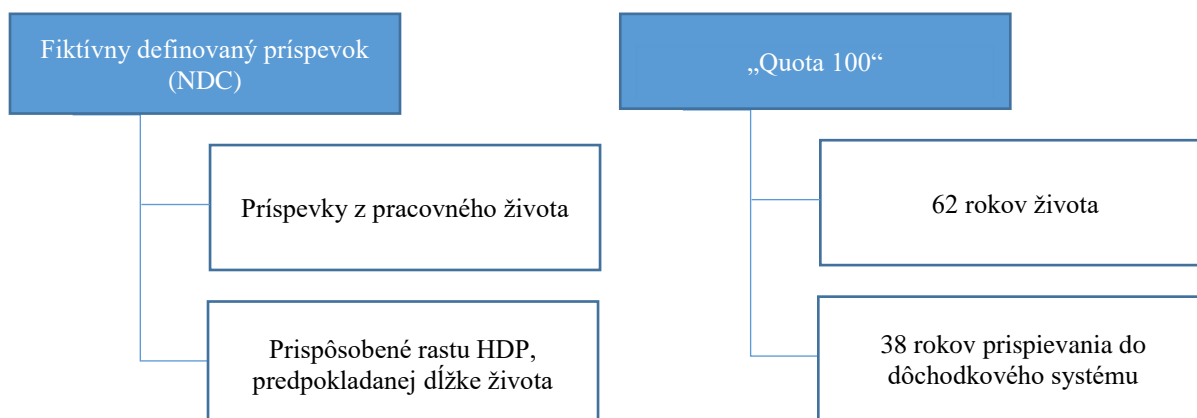 Fiktívny definovaný príspevok
(NDC)
Príspevky z pracovného života
Prispôsobené rastu HDP,
predpokladanej dĺžke života
„Quota 100“
62 rokov života
38 rokov prispievania do
dôchodkového systému